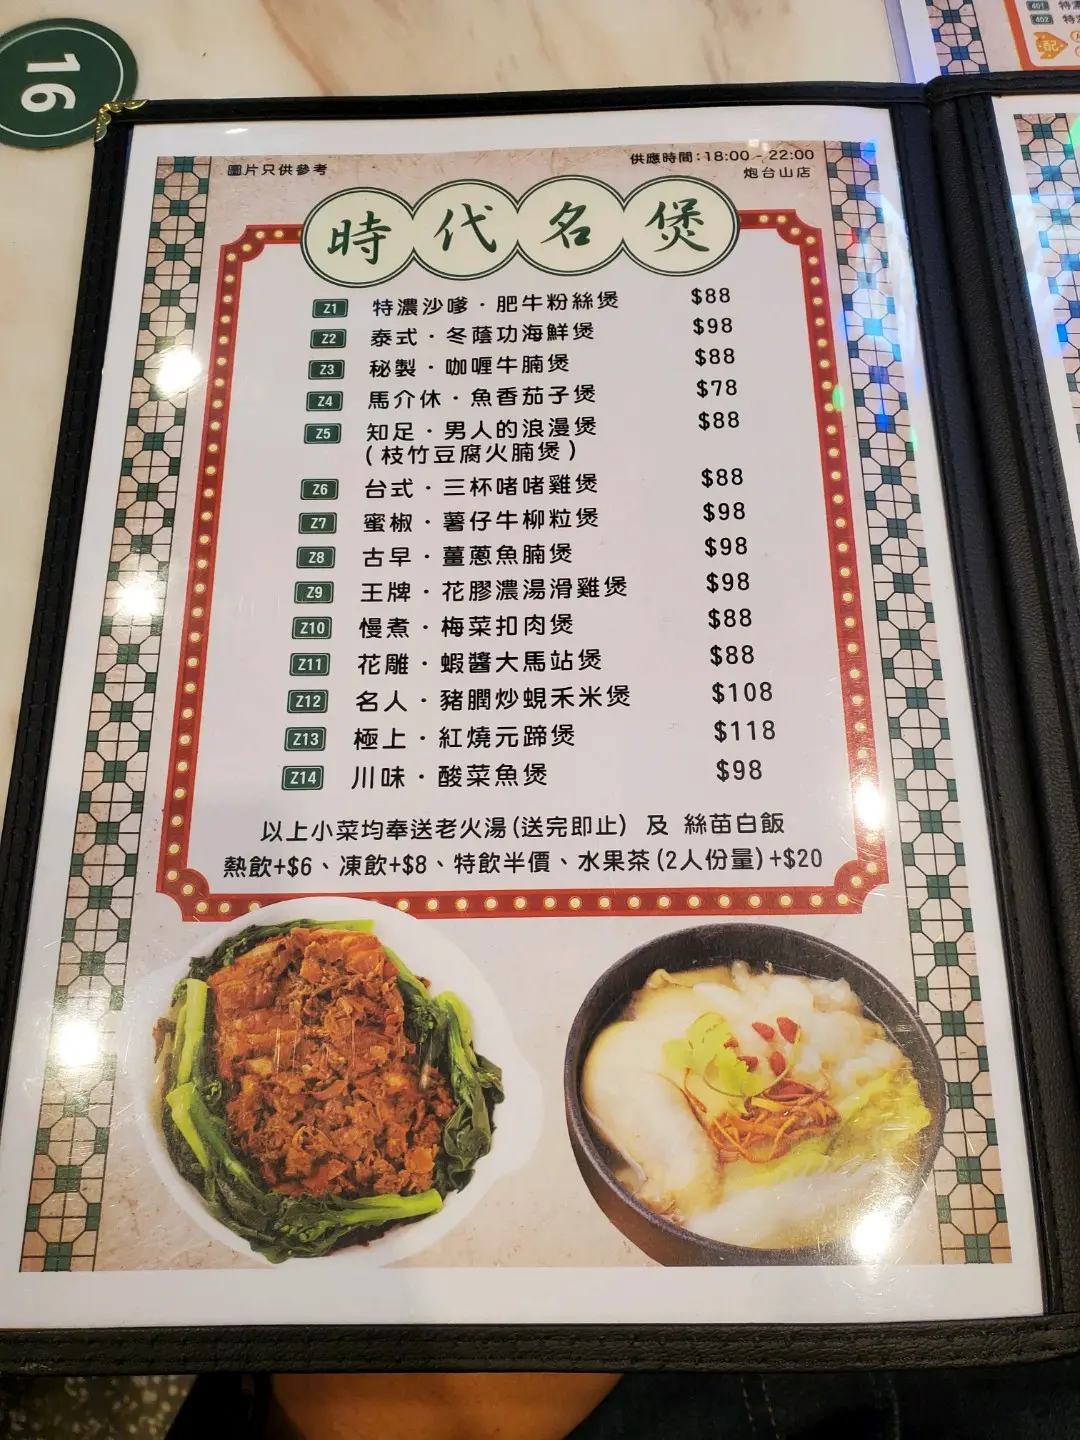 16
401 特
402 特
配
圖片只供參考
供應時間:18:00 - 22:00
炮台山店
時代名煲
Z1 特濃沙嗲·肥牛粉絲煲 $88
Z2 泰式·冬蔭功海鮮煲 $98
Z3 秘製·咖喱牛腩煲 $88
Z4 馬介休·魚香茄子煲 $78
Z5 知足·男人的浪漫煲 $88
(枝竹豆腐火腩煲)
Z6 台式·三杯啫啫雞煲 $88
Z7 蜜椒·薯仔牛柳粒煲 $98
Z8 古早·薑蔥魚腩煲 $98
Z9 王牌·花膠濃湯滑雞煲 $98
Z10 慢煮·梅菜扣肉煲 $88
Z11 花雕·蝦醬大馬站煲 $88
Z12 名人·豬膶炒蜆禾米煲 $108
Z13 極上·紅燒元蹄煲 $118
Z14 川味·酸菜魚煲 $98
以上小菜均奉送老火湯(送完即止) 及 絲苗白飯
熱飲+$6、凍飲+$8、特飲半價、水果茶(2人份量)+$20